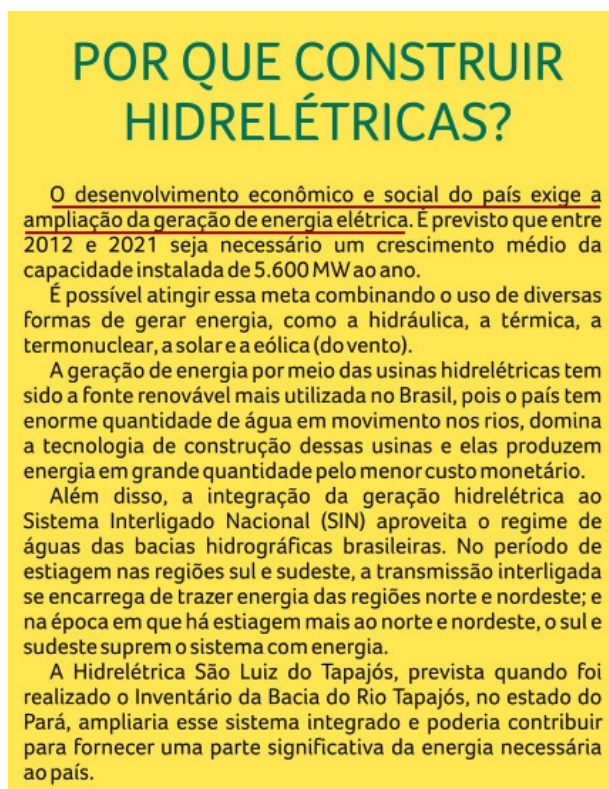 POR QUE CONSTRUIR
HIDRELÉTRICAS?
O desenvolvimento econômico e social do país exige a
ampliação da geração de energia elétrica. É previsto que entre
2012 e 2021 seja necessário um crescimento médio da
capacidade instalada de 5.600 MW ao ano.
É possível atingir essa meta combinando o uso de diversas
formas de gerar energia, como a hidráulica, a térmica, a
termonuclear, a solar e a eólica (do vento).
A geração de energia por meio das usinas hidrelétricas tem
sido a fonte renovável mais utilizada no Brasil, pois o país tem
enorme quantidade de água em movimento nos rios, domina
a tecnologia de construção dessas usinas e elas produzem
energia em grande quantidade pelo menor custo monetário.
Além disso, a integração da geração hidrelétrica ao
Sistema Interligado Nacional (SIN) aproveita o regime de
águas das bacias hidrográficas brasileiras. No período de
estiagem nas regiões sul e sudeste, a transmissão interligada
se encarrega de trazer energia das regiões norte e nordeste; e
na época em que há estiagem mais ao norte e nordeste, o sul e
sudeste suprem o sistema com energia.
A Hidrelétrica São Luiz do Tapajós, prevista quando foi
realizado o Inventário da Bacia do Rio Tapajós, no estado do
Pará, ampliaria esse sistema integrado e poderia contribuir
para fornecer uma parte significativa da energia necessária
ao país.